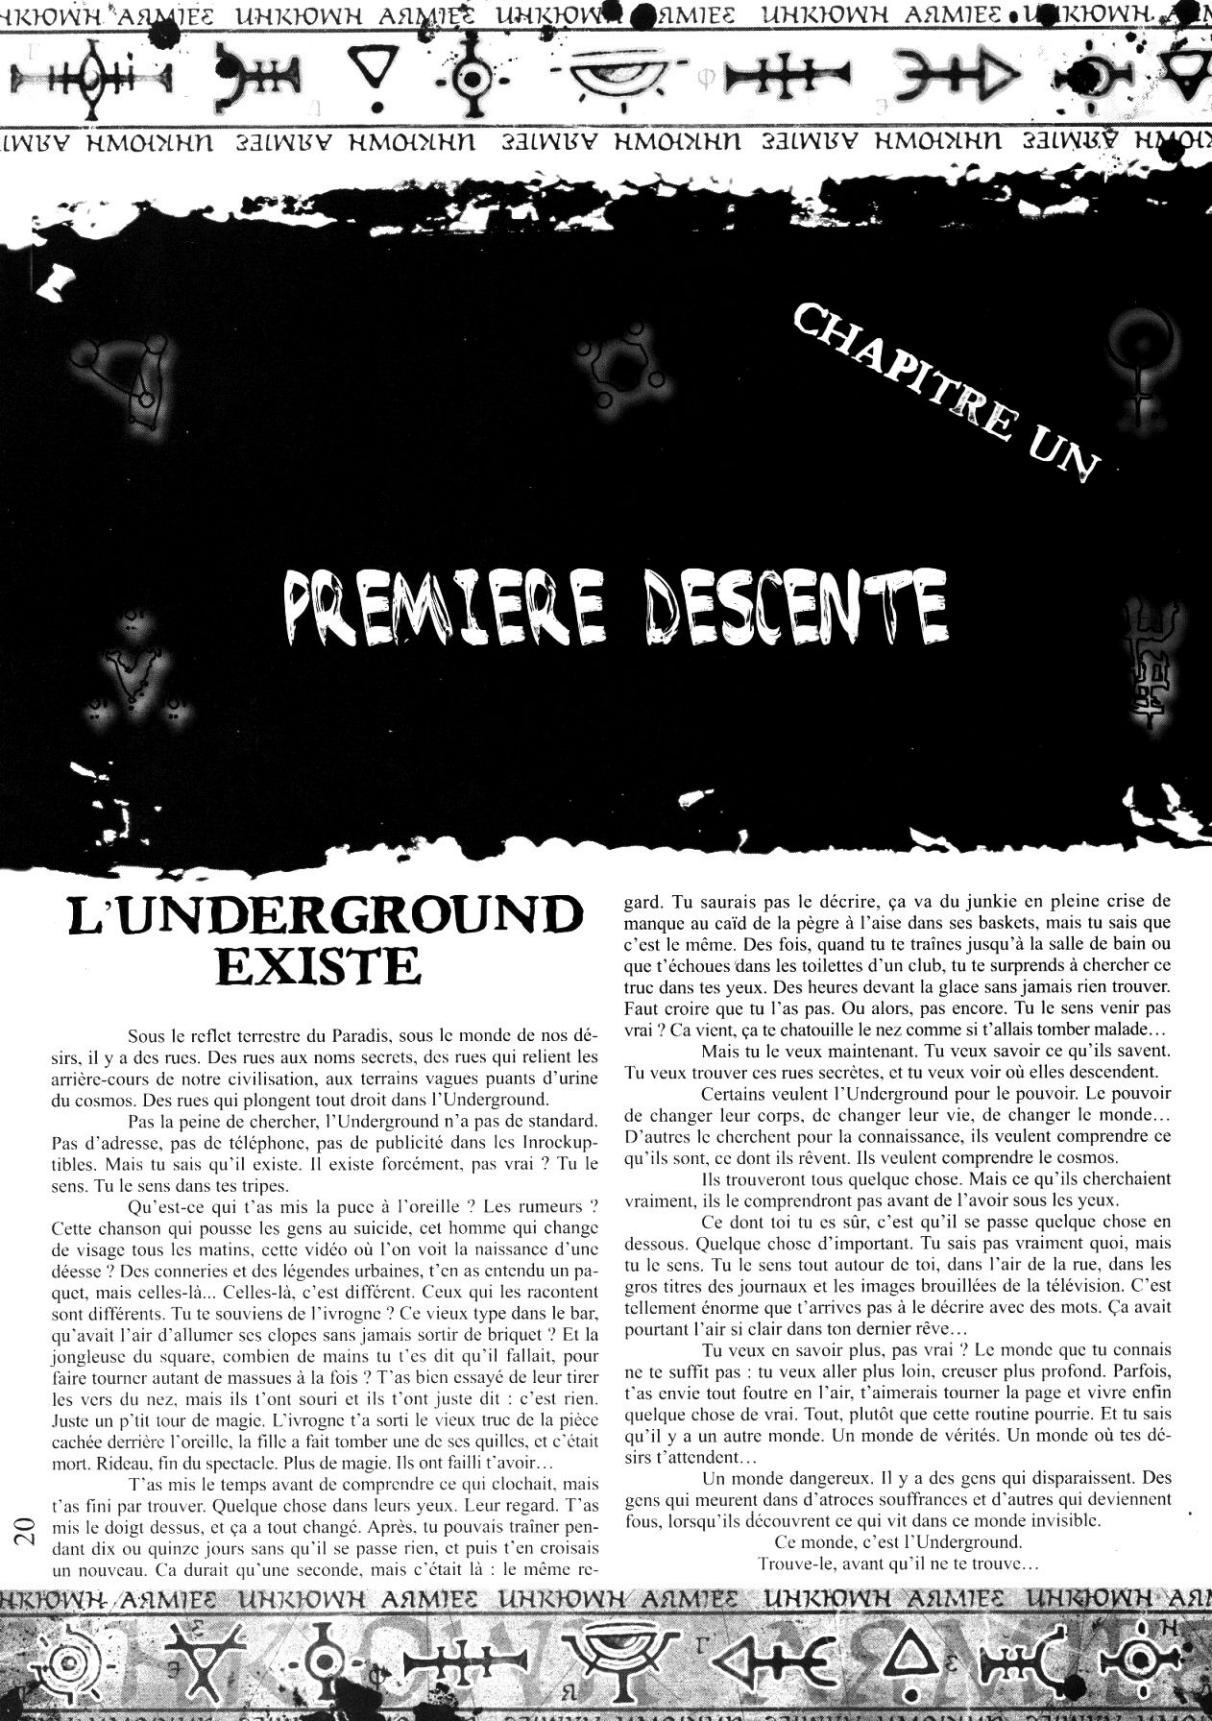 UNKNOWN ARMIES UNKNOWN ARMIES UNKNOWN ARMIES UNKNOWN
UNKNOWN ARMIES UNKNOWN ARMIES UNKNOWN ARMIES UNKNOWN ARMIES
CHAPITRE UN
PREMIERE DESCENTE
L'UNDERGROUND
EXISTE
Sous le reflet terrestre du Paradis, sous le monde de nos dé-
sirs, il y a des rues. Des rues aux noms secrets, des rues qui relient les
arrière-cours de notre civilisation, aux terrains vagues puants d'urine
du cosmos. Des rues qui plongent tout droit dans l'Underground.
Pas la peine de chercher, l'Underground n'a pas de standard.
Pas d'adresse, pas de téléphone, pas de publicité dans les Inrockup-
tibles. Mais tu sais qu'il existe. Il existe forcément, pas vrai ? Tu le
sens. Tu le sens dans tes tripes.
Qu'est-ce qui t'as mis la puce à l'oreille ? Les rumeurs ?
Cette chanson qui pousse les gens au suicide, cet homme qui change
de visage tous les matins, cette vidéo où l'on voit la naissance d'une
déesse ? Des conneries et des légendes urbaines, t'en as entendu un pa-
quet, mais celles-là... Celles-là, c'est différent. Ceux qui les racontent
sont différents. Tu te souviens de l'ivrogne ? Ce vieux type dans le bar,
qu'avait l'air d'allumer ses clopes sans jamais sortir de briquet ? Et la
jongleuse du square, combien de mains tu t'es dit qu'il fallait, pour
faire tourner autant de massues à la fois ? T'as bien essayé de leur tirer
les vers du nez, mais ils t'ont souri et ils t'ont juste dit : c'est rien.
Juste un p'tit tour de magie. L'ivrogne t'a sorti le vieux truc de la pièce
cachée derrière l'oreille, la fille a fait tomber une de ses quilles, et c'était
mort. Rideau, fin du spectacle. Plus de magie. Ils ont failli t'avoir…
T'as mis le temps avant de comprendre ce qui clochait, mais
t'as fini par trouver. Quelque chose dans leurs yeux. Leur regard. T'as
mis le doigt dessus, et ça a tout changé. Après, tu pouvais traîner pen-
dant dix ou quinze jours sans qu'il se passe rien, et puis t'en croisais
un nouveau. Ca durait qu'une seconde, mais c'était là : le même re-
gard. Tu saurais pas le décrire, ça va du junkie en pleine crise de
manque au caïd de la pègre à l'aise dans ses baskets, mais tu sais que
c'est le même. Des fois, quand tu te traînes jusqu'à la salle de bain ou
que t'échoues dans les toilettes d'un club, tu te surprends à chercher ce
truc dans tes yeux. Des heures devant la glace sans jamais rien trouver.
Faut croire que tu l'as pas. Ou alors, pas encore. Tu le sens venir pas
vrai ? Ca vient, ça te chatouille le nez comme si t'allais tomber malade…
Mais tu le veux maintenant. Tu veux savoir ce qu'ils savent.
Tu veux trouver ces rues secrètes, et tu veux voir où elles descendent.
Certains veulent l'Underground pour le pouvoir. Le pouvoir
de changer leur corps, de changer leur vie, de changer le monde…
D'autres le cherchent pour la connaissance, ils veulent comprendre ce
qu'ils sont, ce dont ils rêvent. Ils veulent comprendre le cosmos.
Ils trouveront tous quelque chose. Mais ce qu'ils cherchaient
vraiment, ils le comprendront pas avant de l'avoir sous les yeux.
Ce dont toi tu es sûr, c'est qu'il se passe quelque chose en
dessous. Quelque chose d'important. Tu sais pas vraiment quoi, mais
tu le sens. Tu le sens tout autour de toi, dans l'air de la rue, dans les
gros titres des journaux et les images brouillées de la télévision. C'est
tellement énorme que t'arrives pas à le décrire avec des mots. Ça avait
pourtant l'air si clair dans ton dernier rêve…
Tu veux en savoir plus, pas vrai ? Le monde que tu connais
ne te suffit pas : tu veux aller plus loin, creuser plus profond. Parfois,
t'as envie tout foutre en l'air, t'aimerais tourner la page et vivre enfin
quelque chose de vrai. Tout, plutôt que cette routine pourrie. Et tu sais
qu'il y a un autre monde. Un monde de vérités. Un monde où tes dé-
sirs t'attendent…
Un monde dangereux. Il y a des gens qui disparaissent. Des
gens qui meurent dans d'atroces souffrances et d'autres qui deviennent
fous, lorsqu'ils découvrent ce qui vit dans ce monde invisible.
Ce monde, c'est l'Underground.
Trouve-le, avant qu'il ne te trouve…
20
UNKNOWN ARMIES UNKNOWN ARMIES UNKNOWN ARMIES UNKNOWN ARMIES UNKNOWN